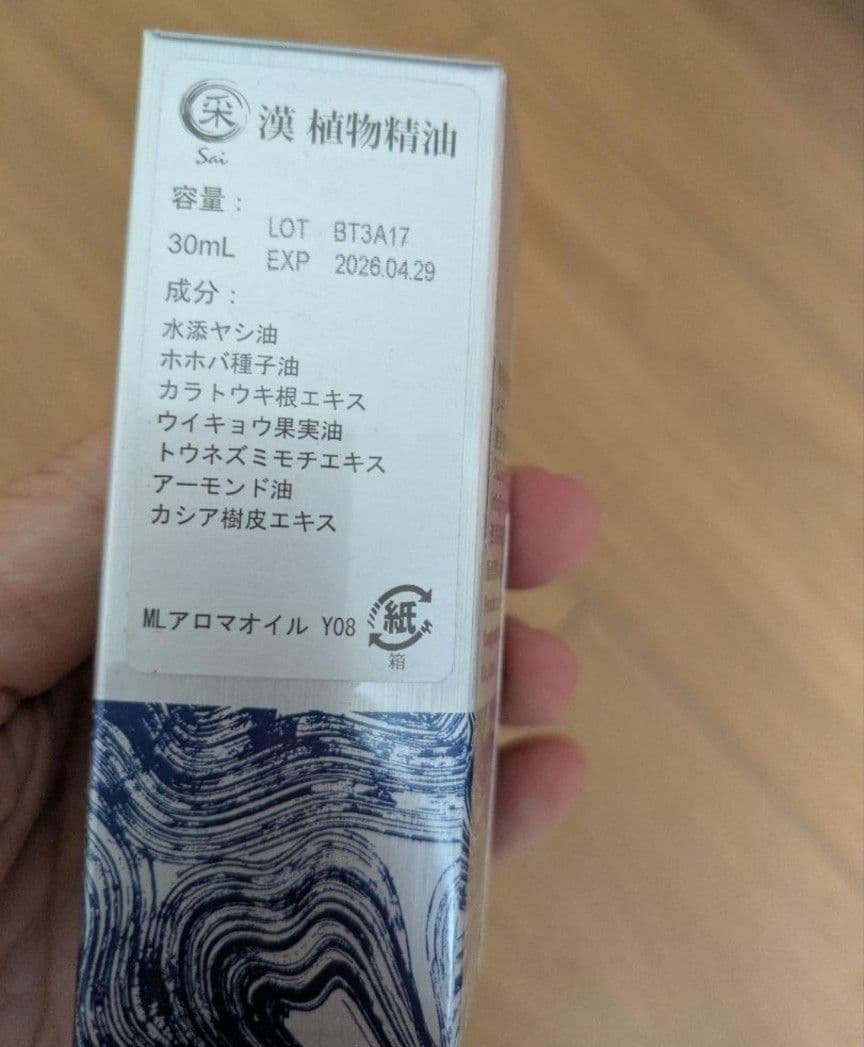 采 漢 植物精油
Sai
容量：
30mL
LOT BT3A17
EXP 2026.04.29
成分：
水添ヤシ油
ホホバ種子油
カラトウキ根エキス
ウイキョウ果実油
トウネズミモチエキス
アーモンド油
カシア樹皮エキス
MLアロマオイル Y08
紙
箱